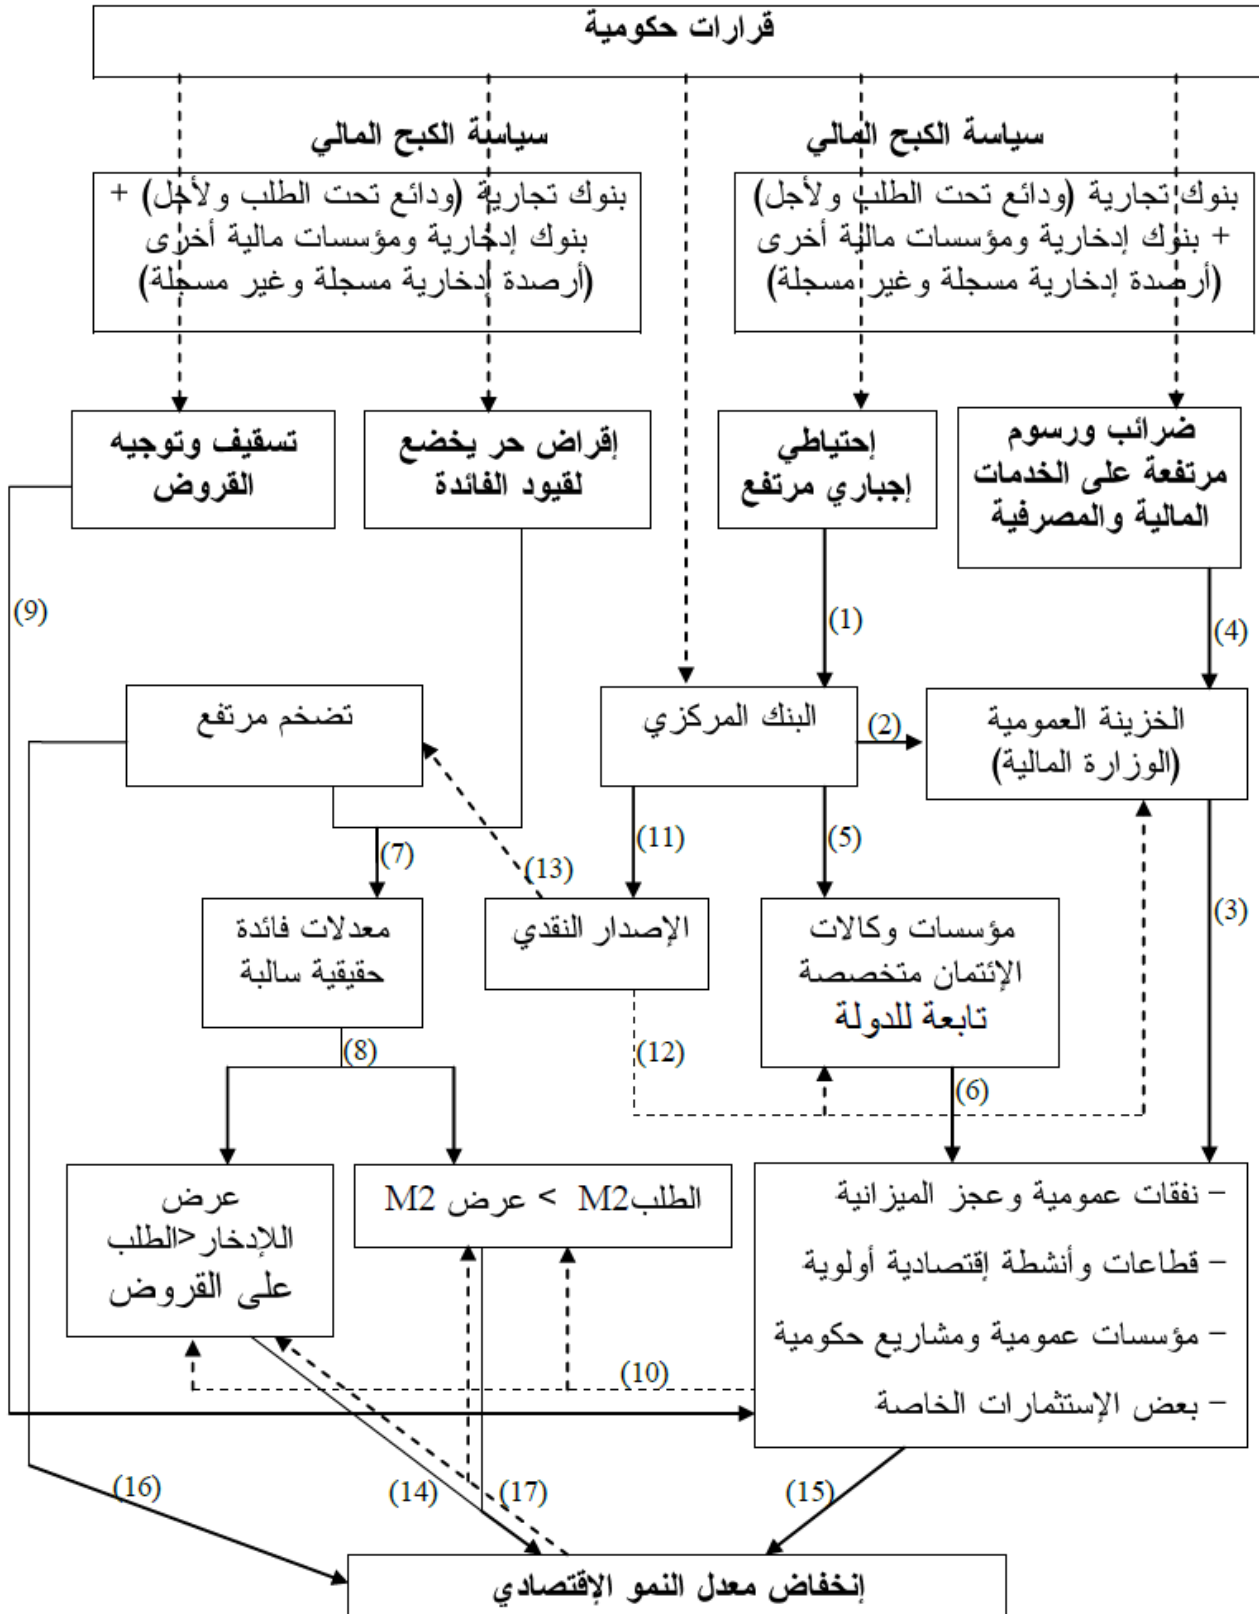 قرارات حكومية
سياسة الكبح المالي
سياسة الكبح المالي
بنوك تجارية (ودائع تحت الطلب ولأجل)
+ بنوك إدخارية ومؤسسات مالية أخرى
(أرصدة إدخارية مسجلة وغير مسجلة)
بنوك تجارية (ودائع تحت الطلب ولأجل) +
بنوك إدخارية ومؤسسات مالية أخرى
(أرصدة إدخارية مسجلة وغير مسجلة)
ضرائب ورسوم
مرتفعة على الخدمات
المالية والمصرفية
إحتياطي
إجباري مرتفع
إقراض حر يخضع
لقيود الفائدة
تسقيف وتوجيه
القروض
(4)
(1)
(9)
الخزينة العمومية
(الوزارة المالية)
(2)
البنك المركزي
تضخم مرتفع
(3)
(5)
(11)
(13)
(7)
مؤسسات وكالات
الإئتمان متخصصة
تابعة للدولة
الإصدار النقدي
معدلات فائدة
حقيقية سالبة
(6)
(12)
(8)
– نفقات عمومية وعجز الميزانية
– قطاعات وأنشطة إقتصادية أولوية
– مؤسسات عمومية ومشاريع حكومية
– بعض الإستثمارات الخاصة
الطلبM2 < عرض M2
عرض
اللإدخار<الطلب
على القروض
(10)
(15)
(17)
(14)
(16)
إنخفاض معدل النمو الإقتصادي